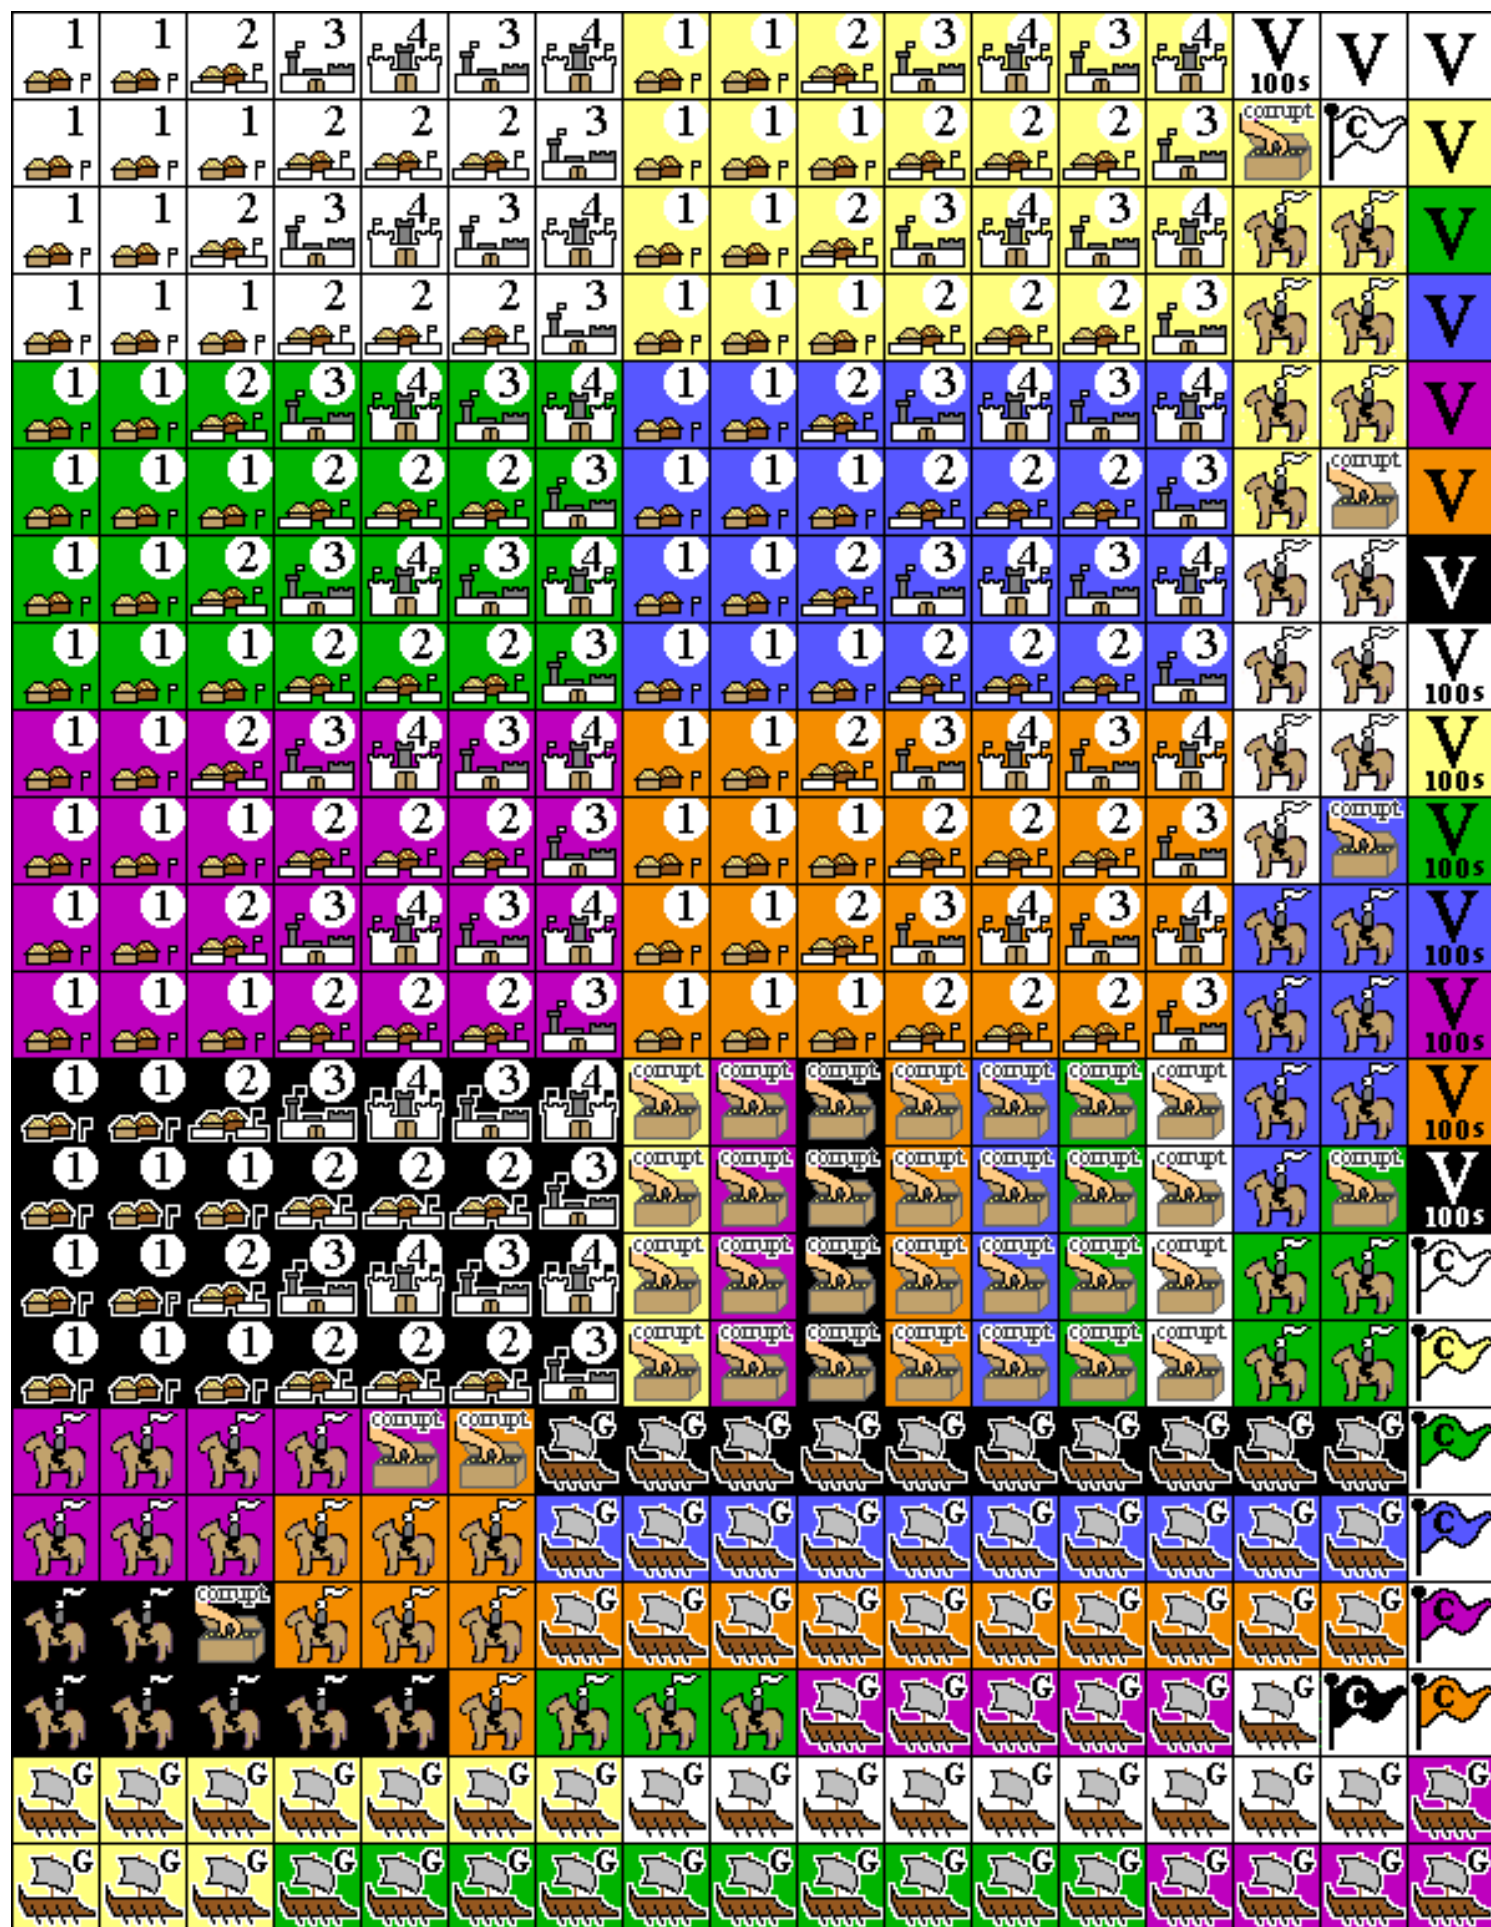 1 1 2 3 4 3 4 1 1 2 3 4 3 4 V 100s V V
1 1 1 2 2 2 3 1 1 1 2 2 2 3 corrupt C V
1 1 2 3 4 3 4 1 1 2 3 4 3 4 V
1 1 1 2 2 2 3 1 1 1 2 2 2 3 V
1 1 2 3 4 3 4 1 1 2 3 4 3 4 V
1 1 1 2 2 2 3 1 1 1 2 2 2 3 corrupt V
1 1 2 3 4 3 4 1 1 2 3 4 3 4 V
1 1 1 2 2 2 3 1 1 1 2 2 2 3 V 100s
1 1 2 3 4 3 4 1 1 2 3 4 3 4 V 100s
1 1 1 2 2 2 3 1 1 1 2 2 2 3 corrupt V 100s
1 1 2 3 4 3 4 1 1 2 3 4 3 4 V 100s
1 1 1 2 2 2 3 1 1 1 2 2 2 3 V 100s
1 1 2 3 4 3 4 corrupt corrupt corrupt corrupt corrupt corrupt corrupt V 100s
1 1 1 2 2 2 3 corrupt corrupt corrupt corrupt corrupt corrupt corrupt corrupt V 100s
1 1 2 3 4 3 4 corrupt corrupt corrupt corrupt corrupt corrupt corrupt C
1 1 1 2 2 2 3 corrupt corrupt corrupt corrupt corrupt corrupt corrupt C
corrupt corrupt G G G G G G G G G G C
G G G G G G G G G G C
corrupt G G G G G G G G G G C
G G G G G G C C
G G G G G G G G G G G G G G G G G
G G G G G G G G G G G G G G G G G